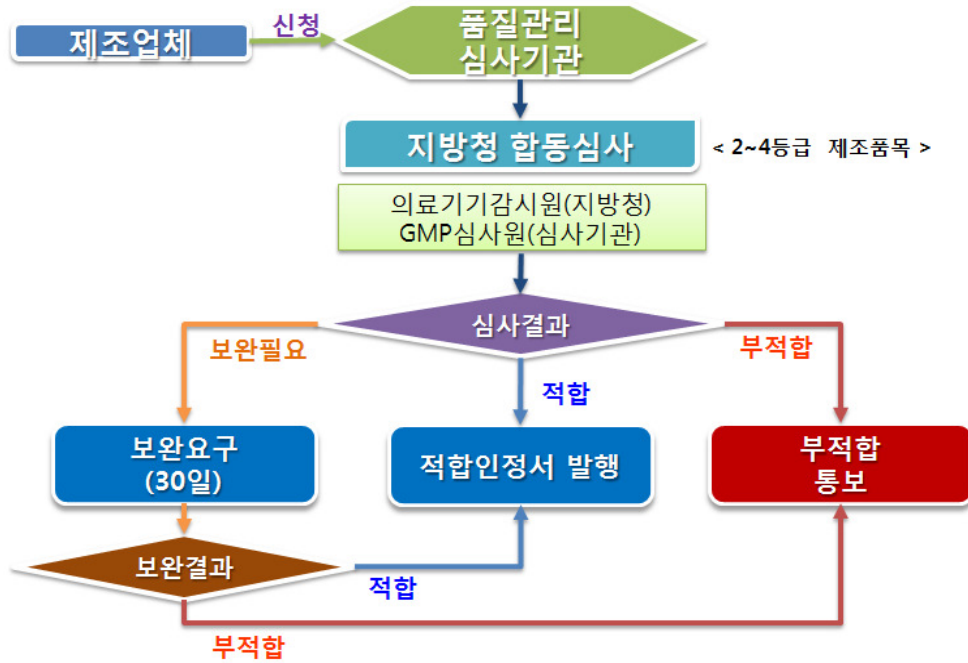 제조업체
신청
품질관리
심사기관
지방청 합동심사
< 2~4등급 제조품목 >
의료기기감시원(지방청)
GMP심사원(심사기관)
심사결과
보완필요
적합
부적합
보완요구
(30일)
적합인정서 발행
부적합
통보
보완결과
적합
부적합